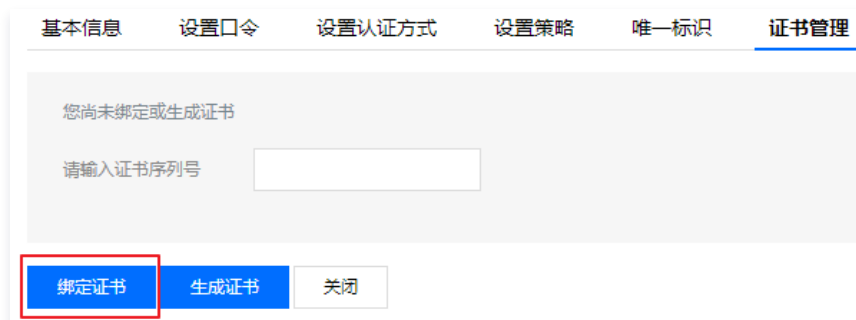 基本信息 设置口令 设置认证方式 设置策略 唯一标识 证书管理
您尚未绑定或生成证书
请输入证书序列号
绑定证书 生成证书 关闭